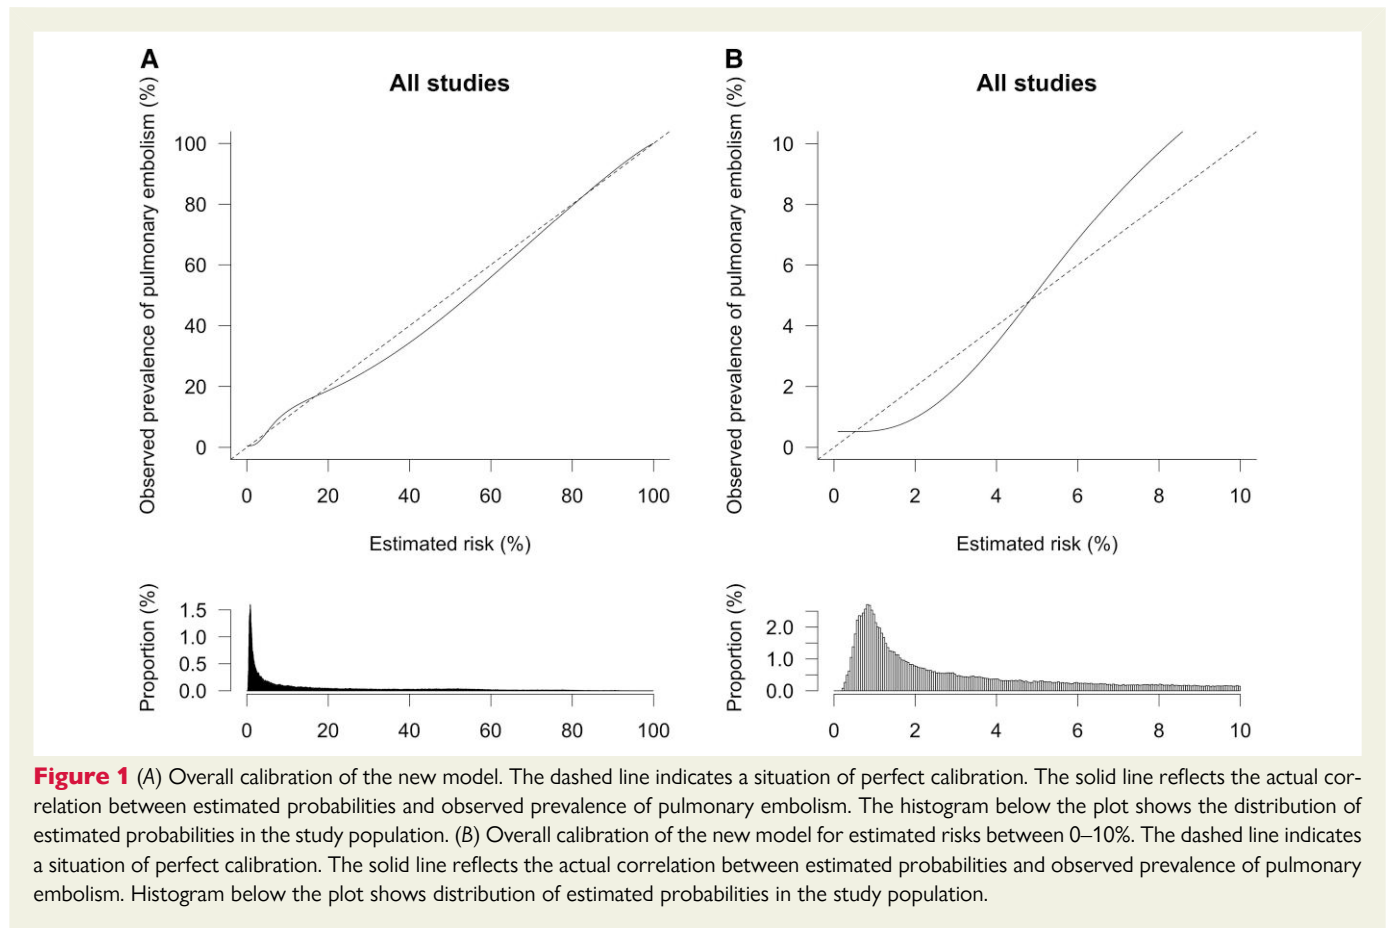 A
All studies
Observed prevalence of pulmonary embolism (%)
100
80
60
40
20
0
0 20 40 60 80 100
Estimated risk (%)
Proportion (%)
1.5
1.0
0.5
0.0
0 20 40 60 80 100
B
All studies
Observed prevalence of pulmonary embolism (%)
10
8
6
4
2
0
0 2 4 6 8 10
Estimated risk (%)
Proportion (%)
2.0
1.0
0.0
0 2 4 6 8 10
Figure 1 (A) Overall calibration of the new model. The dashed line indicates a situation of perfect calibration. The solid line reflects the actual cor-
relation between estimated probabilities and observed prevalence of pulmonary embolism. The histogram below the plot shows the distribution of
estimated probabilities in the study population. (B) Overall calibration of the new model for estimated risks between 0–10%. The dashed line indicates
a situation of perfect calibration. The solid line reflects the actual correlation between estimated probabilities and observed prevalence of pulmonary
embolism. Histogram below the plot shows distribution of estimated probabilities in the study population.